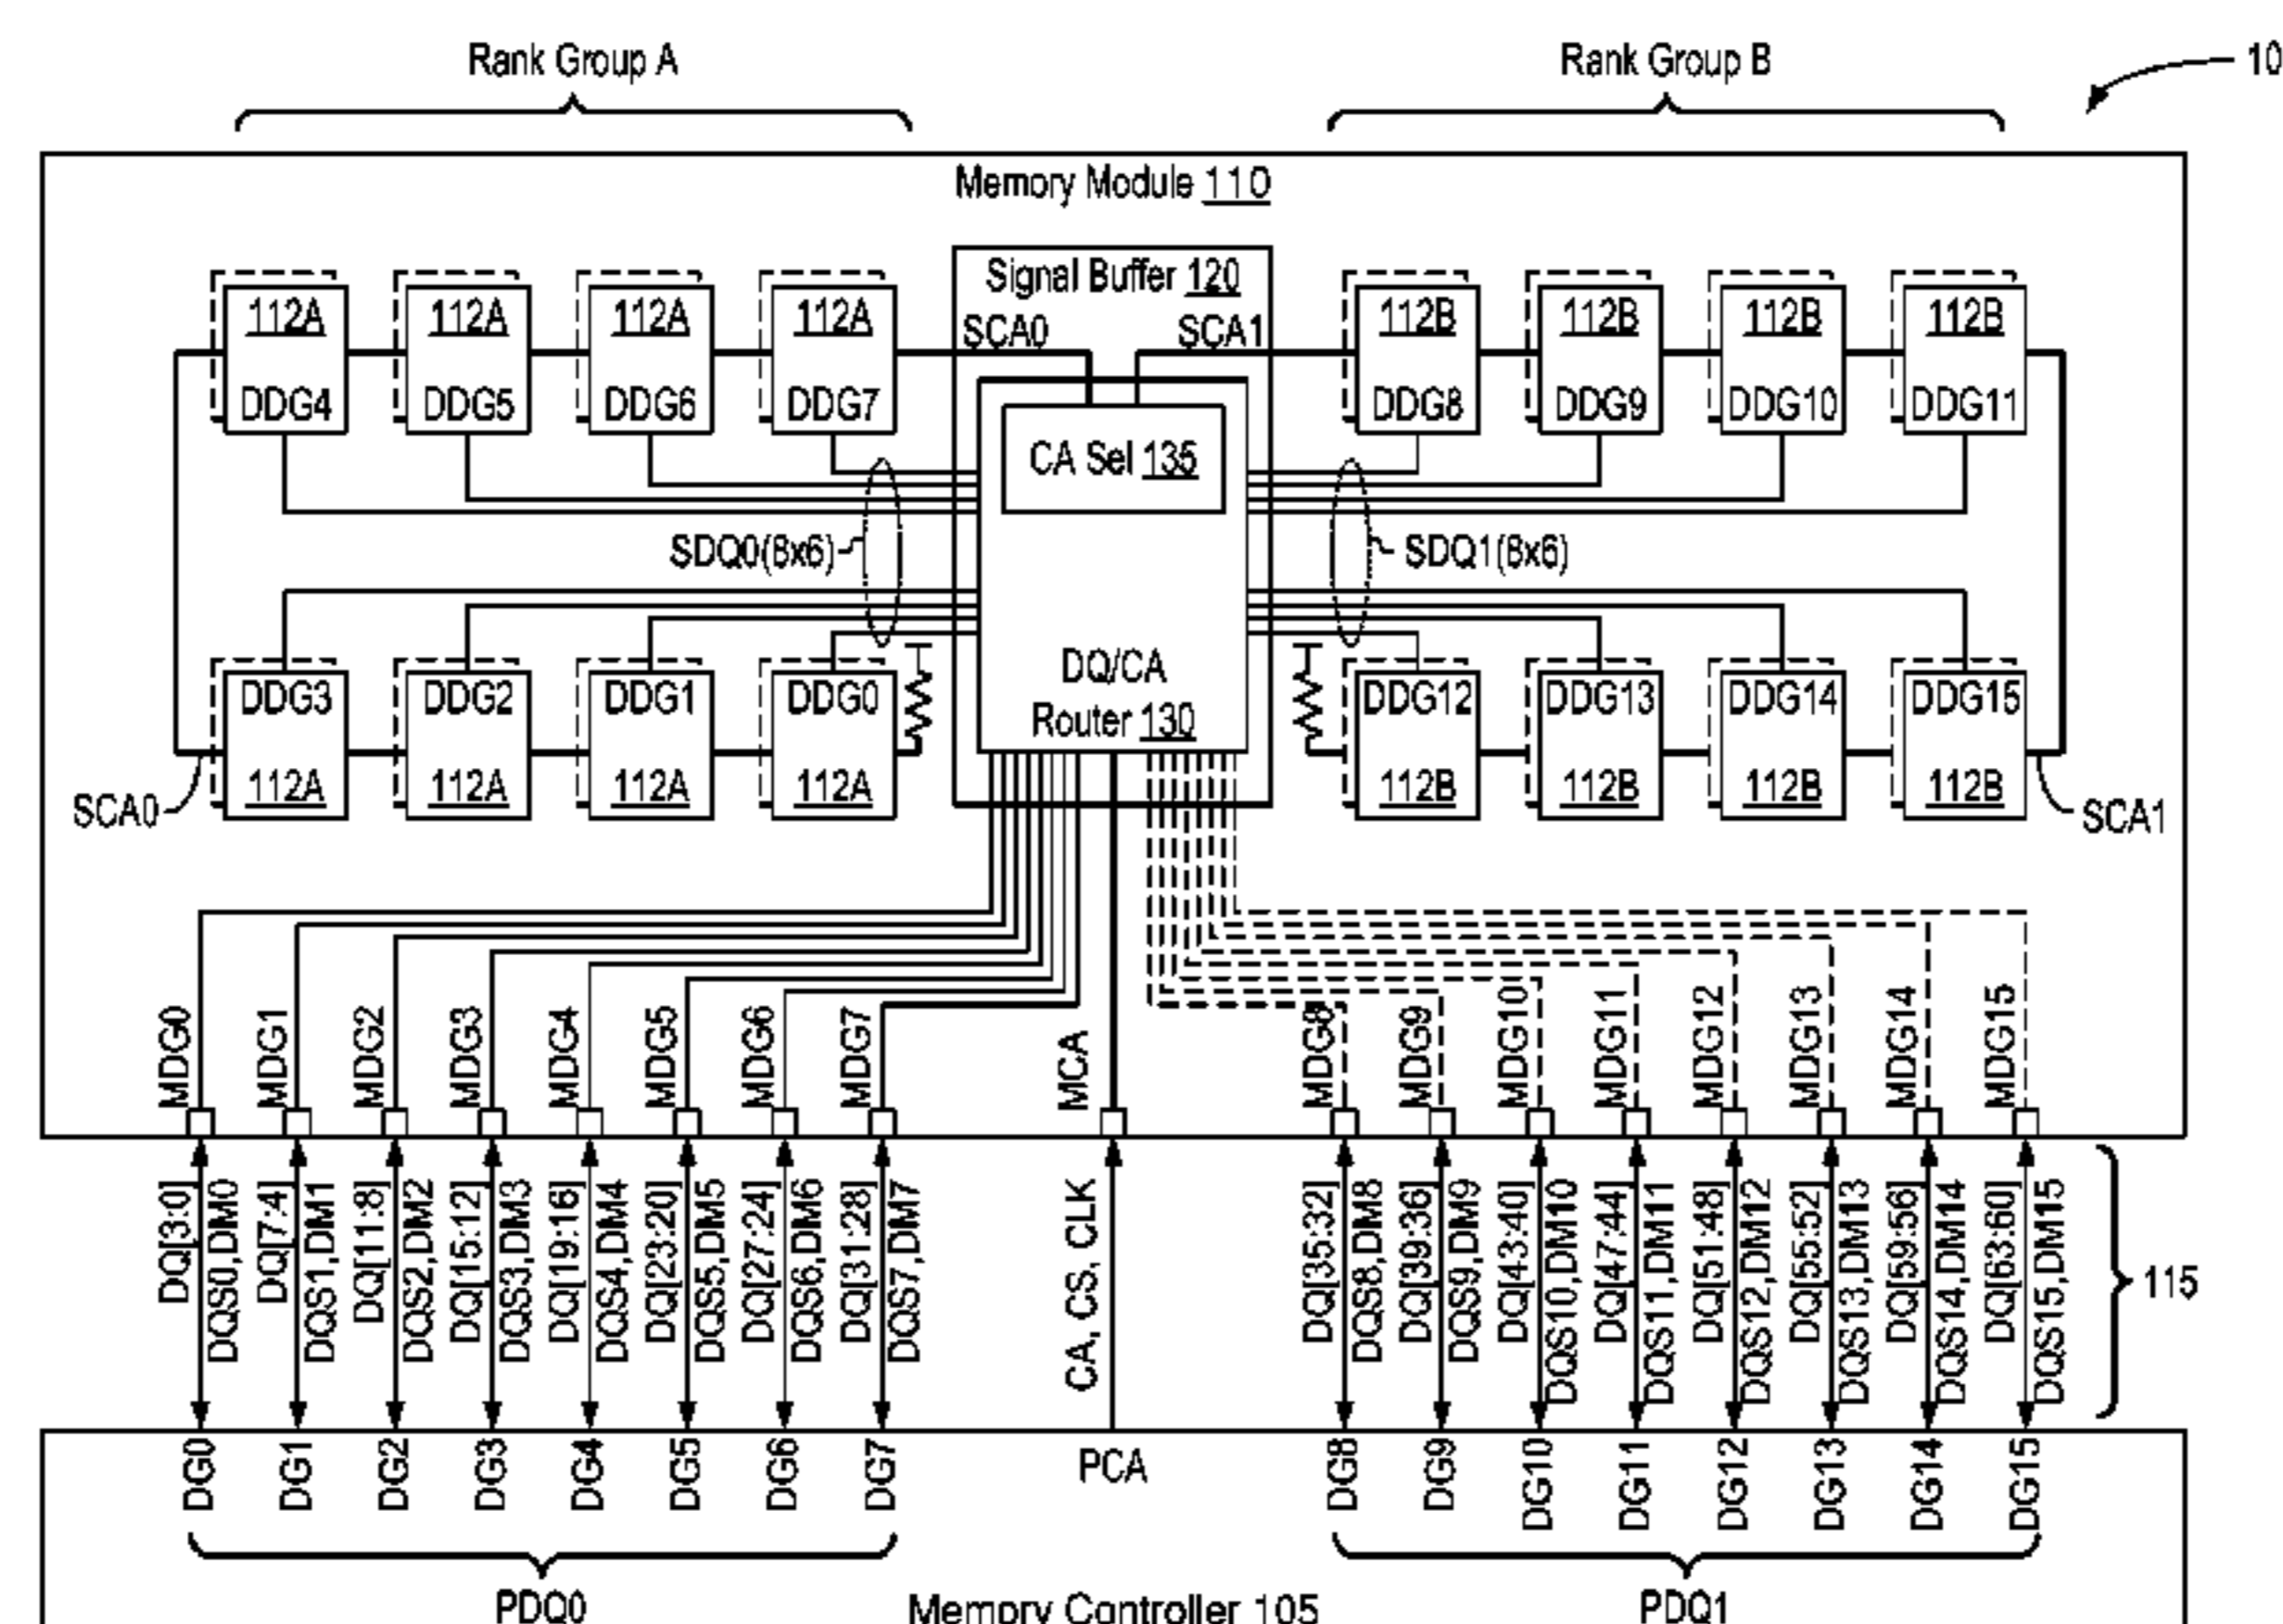 Rank Group A
Rank Group B
10
Memory Module 110
Signal Buffer 120
SCA0 SCA1
112A 112A 112A 112A
DDG4 DDG5 DDG6 DDG7
112B 112B 112B 112B
DDG8 DDG9 DDG10 DDG11
CA Sel 135
SDQ0(8x6)
SDQ1(8x6)
DQ/CA
Router 130
DDG3 DDG2 DDG1 DDG0
112A 112A 112A 112A
DDG12 DDG13 DDG14 DDG15
112B 112B 112B 112B
SCA0
SCA1
MDG0
MDG1
MDG2
MDG3
MDG4
MDG5
MDG6
MDG7
MCA
MDG8
MDG9
MDG10
MDG11
MDG12
MDG13
MDG14
MDG15
DQ[3:0]
DQS0,DM0
DQ[7:4]
DQS1,DM1
DQ[11:8]
DQS2,DM2
DQ[15:12]
DQS3,DM3
DQ[19:16]
DQS4,DM4
DQ[23:20]
DQS5,DM5
DQ[27:24]
DQS6,DM6
DQ[31:28]
DQS7,DM7
CA, CS, CLK
DQ[35:32]
DQS8,DM8
DQ[39:36]
DQS9,DM9
DQ[43:40]
DQS10,DM10
DQ[47:44]
DQS11,DM11
DQ[51:48]
DQS12,DM12
DQ[55:52]
DQS13,DM13
DQ[59:56]
DQS14,DM14
DQ[63:60]
DQS15,DM15
115
DG0
DG1
DG2
DG3
DG4
DG5
DG6
DG7
PCA
DG8
DG9
DG10
DG11
DG12
DG13
DG14
DG15
PDQ0
Memory Controller 105
PDQ1